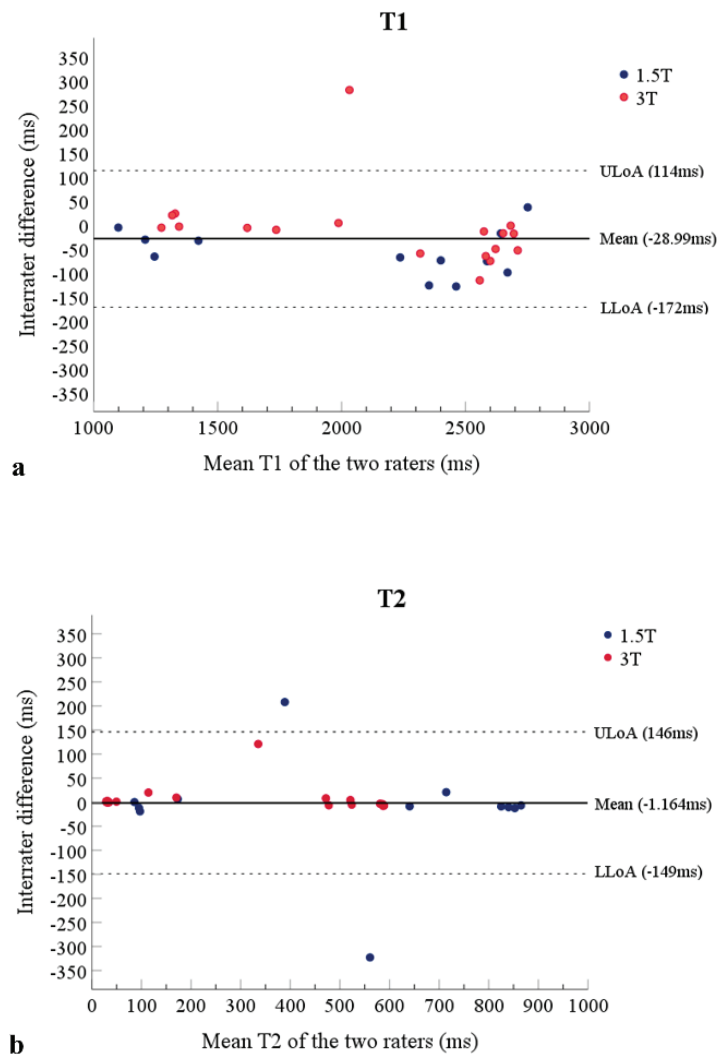 T1
350
300
250
200
150
100
50
0
-50
-100
-150
-200
-250
-300
-350
Interrater difference (ms)
1.5T
3T
ULoA (114ms)
Mean (-28.99ms)
LLoA (-172ms)
1000
1500
2000
2500
3000
Mean T1 of the two raters (ms)
a
T2
350
300
250
200
150
100
50
0
-50
-100
-150
-200
-250
-300
-350
Interrater difference (ms)
1.5T
3T
ULoA (146ms)
Mean (-1.164ms)
LLoA (-149ms)
0
100
200
300
400
500
600
700
800
900
1000
Mean T2 of the two raters (ms)
b